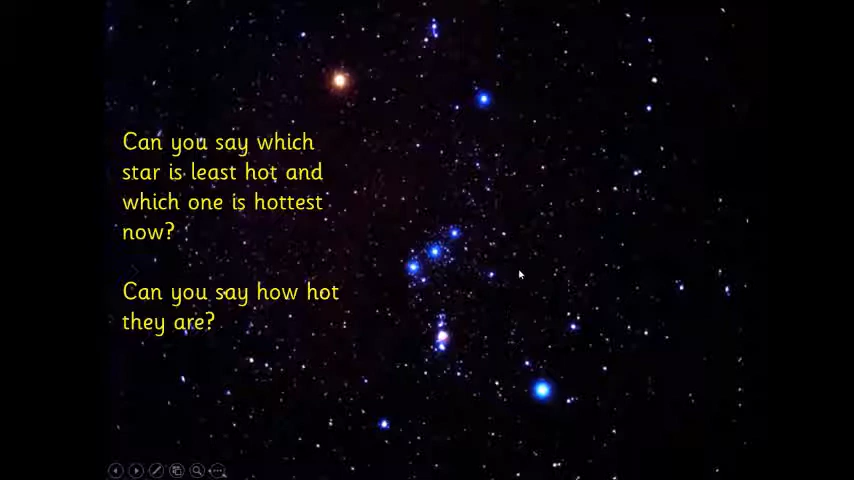 Can you say which
star is least hot and
which one is hottest
now?
Can you say how hot
they are?